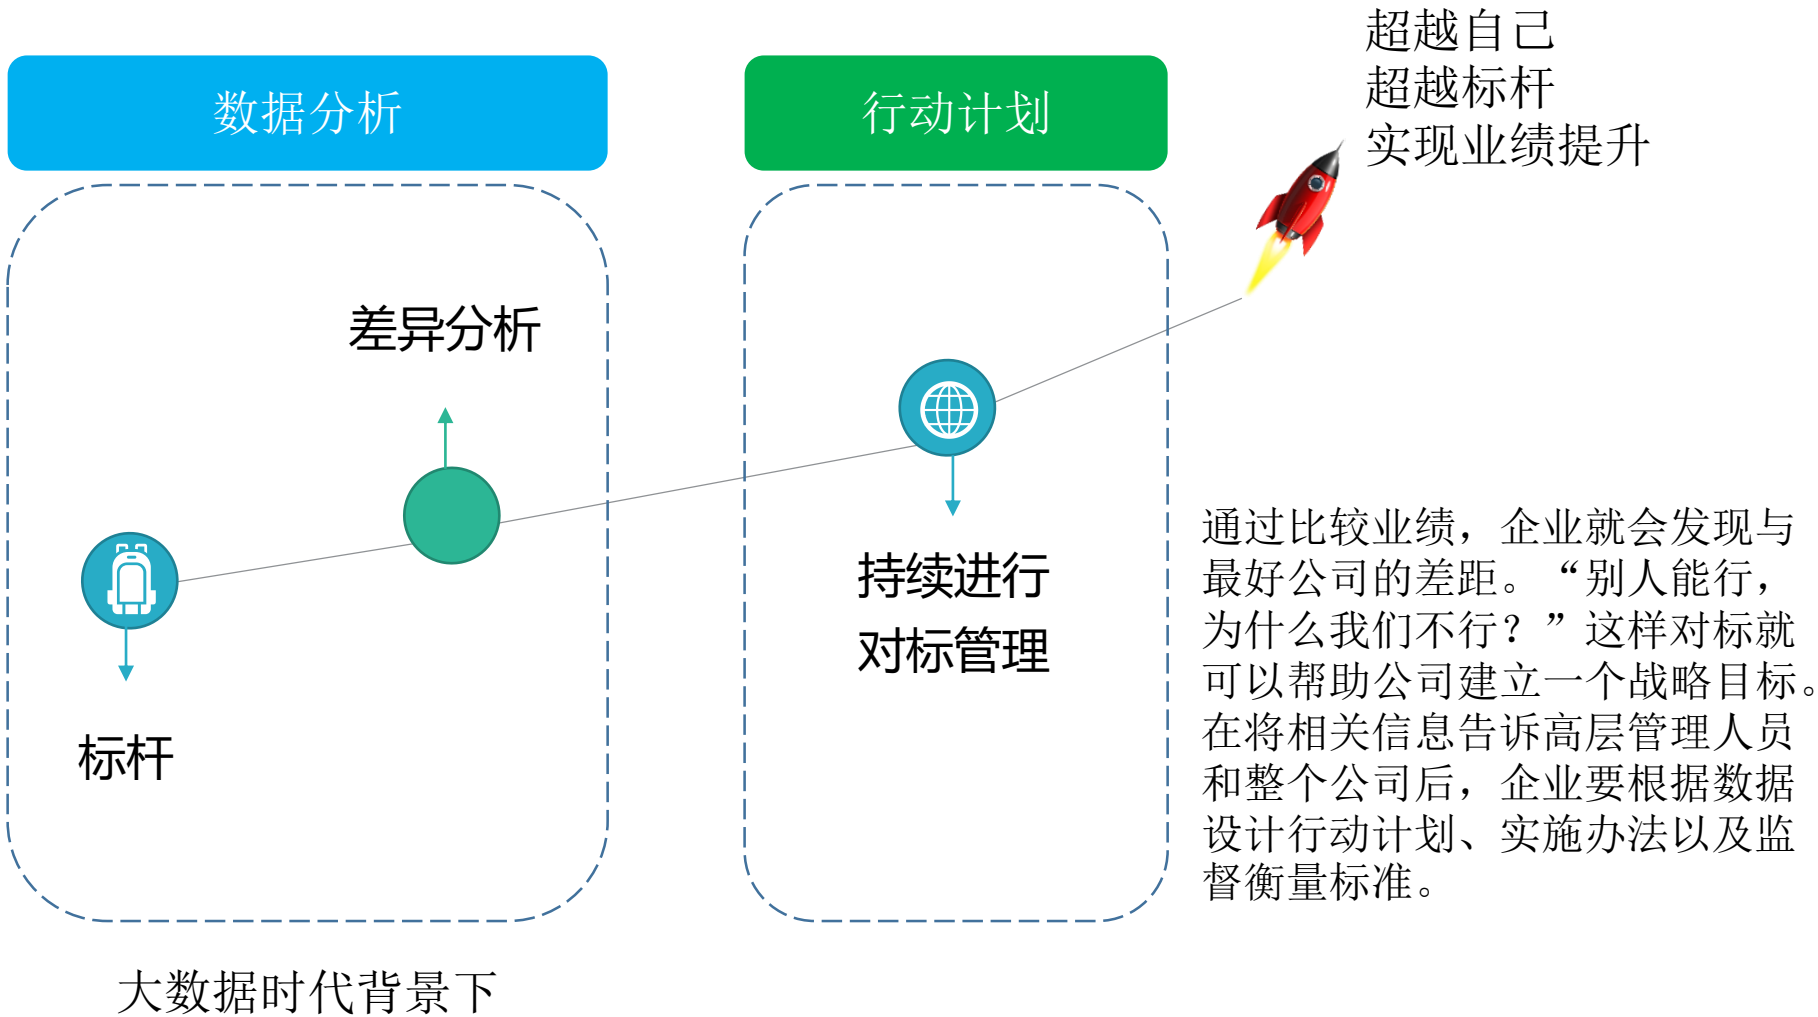 数据分析
行动计划
超越自己
超越标杆
实现业绩提升
差异分析
标杆
持续进行
对标管理
通过比较业绩，企业就会发现与
最好公司的差距。“别人能行，
为什么我们不行？”这样对标就
可以帮助公司建立一个战略目标。
在将相关信息告诉高层管理人员
和整个公司后，企业要根据数据
设计行动计划、实施办法以及监
督衡量标准。
大数据时代背景下